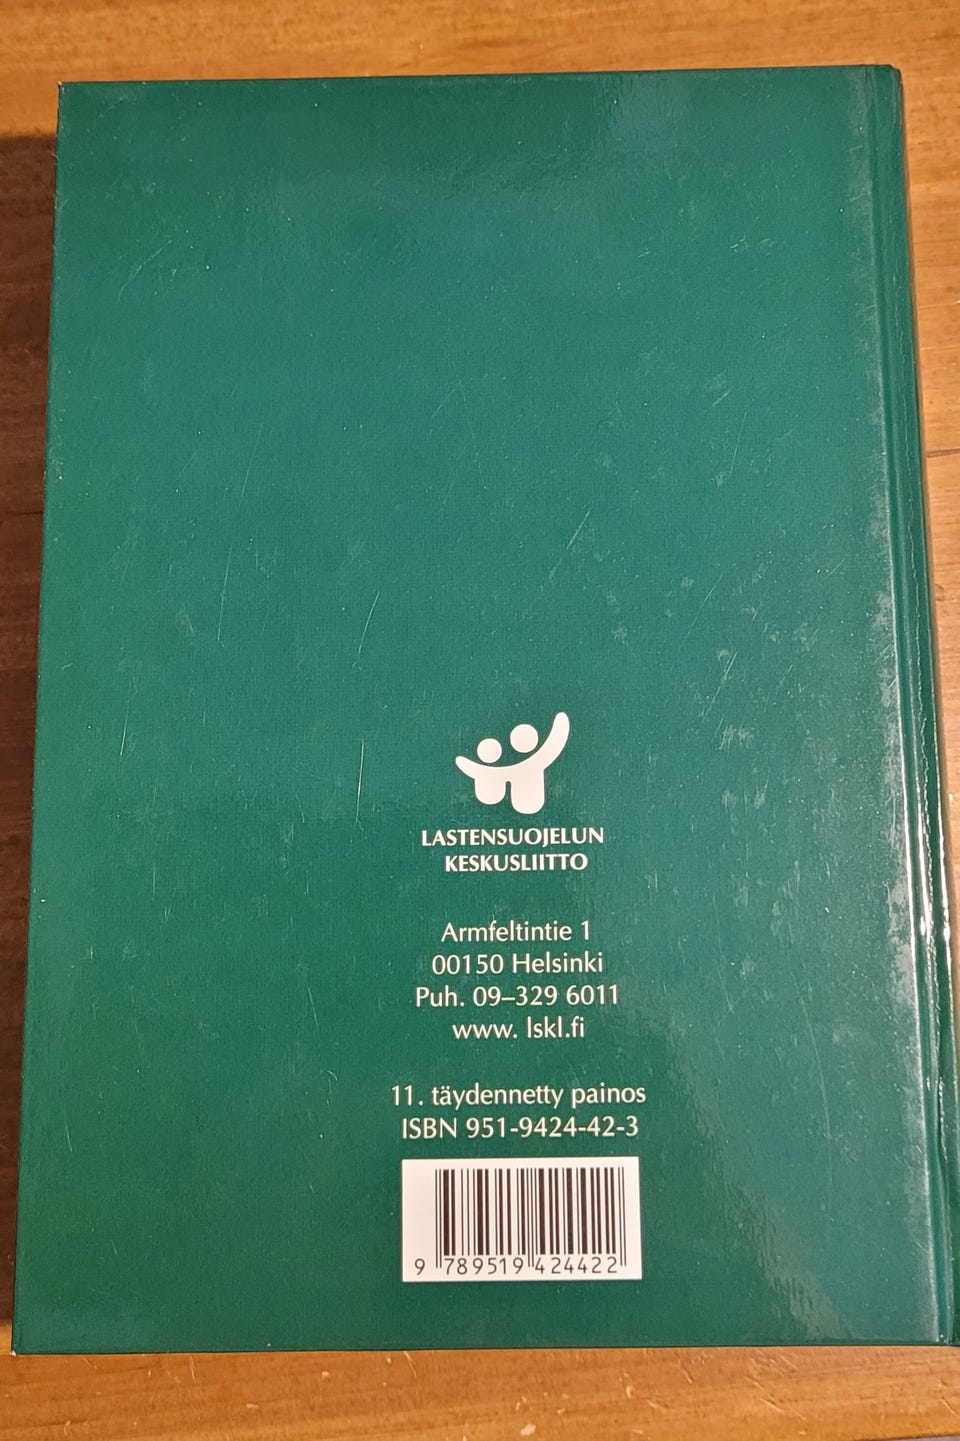 LASTENSUOJELUN
KESKUSLIITTO
Armfeltintie 1
00150 Helsinki
Puh. 09–329 6011
www. lskl.fi
11. täydennetty painos
ISBN 951-9424-42-3
9 789519 424422